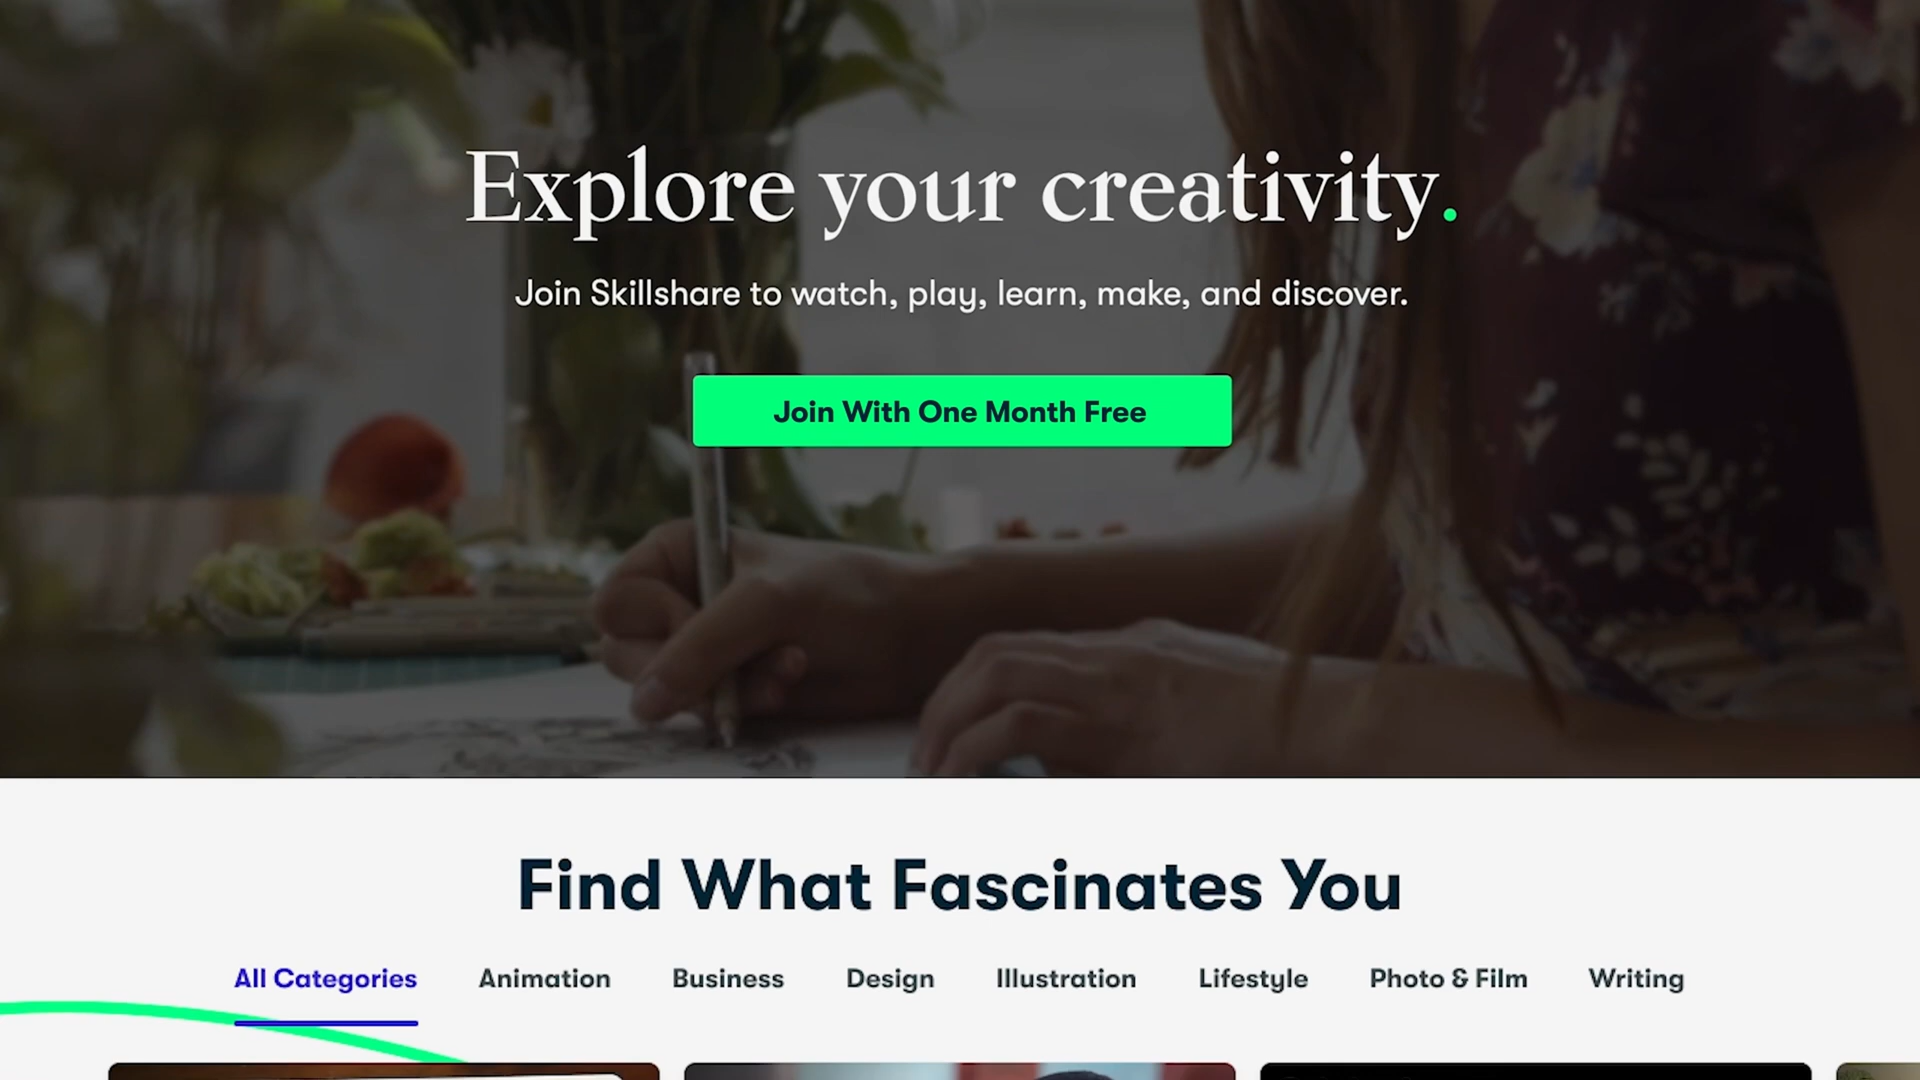 Explore your creativity.
Join Skillshare to watch, play, learn, make, and discover.
Join With One Month Free
Find What Fascinates You
All Categories Animation Business Design Illustration Lifestyle Photo & Film Writing